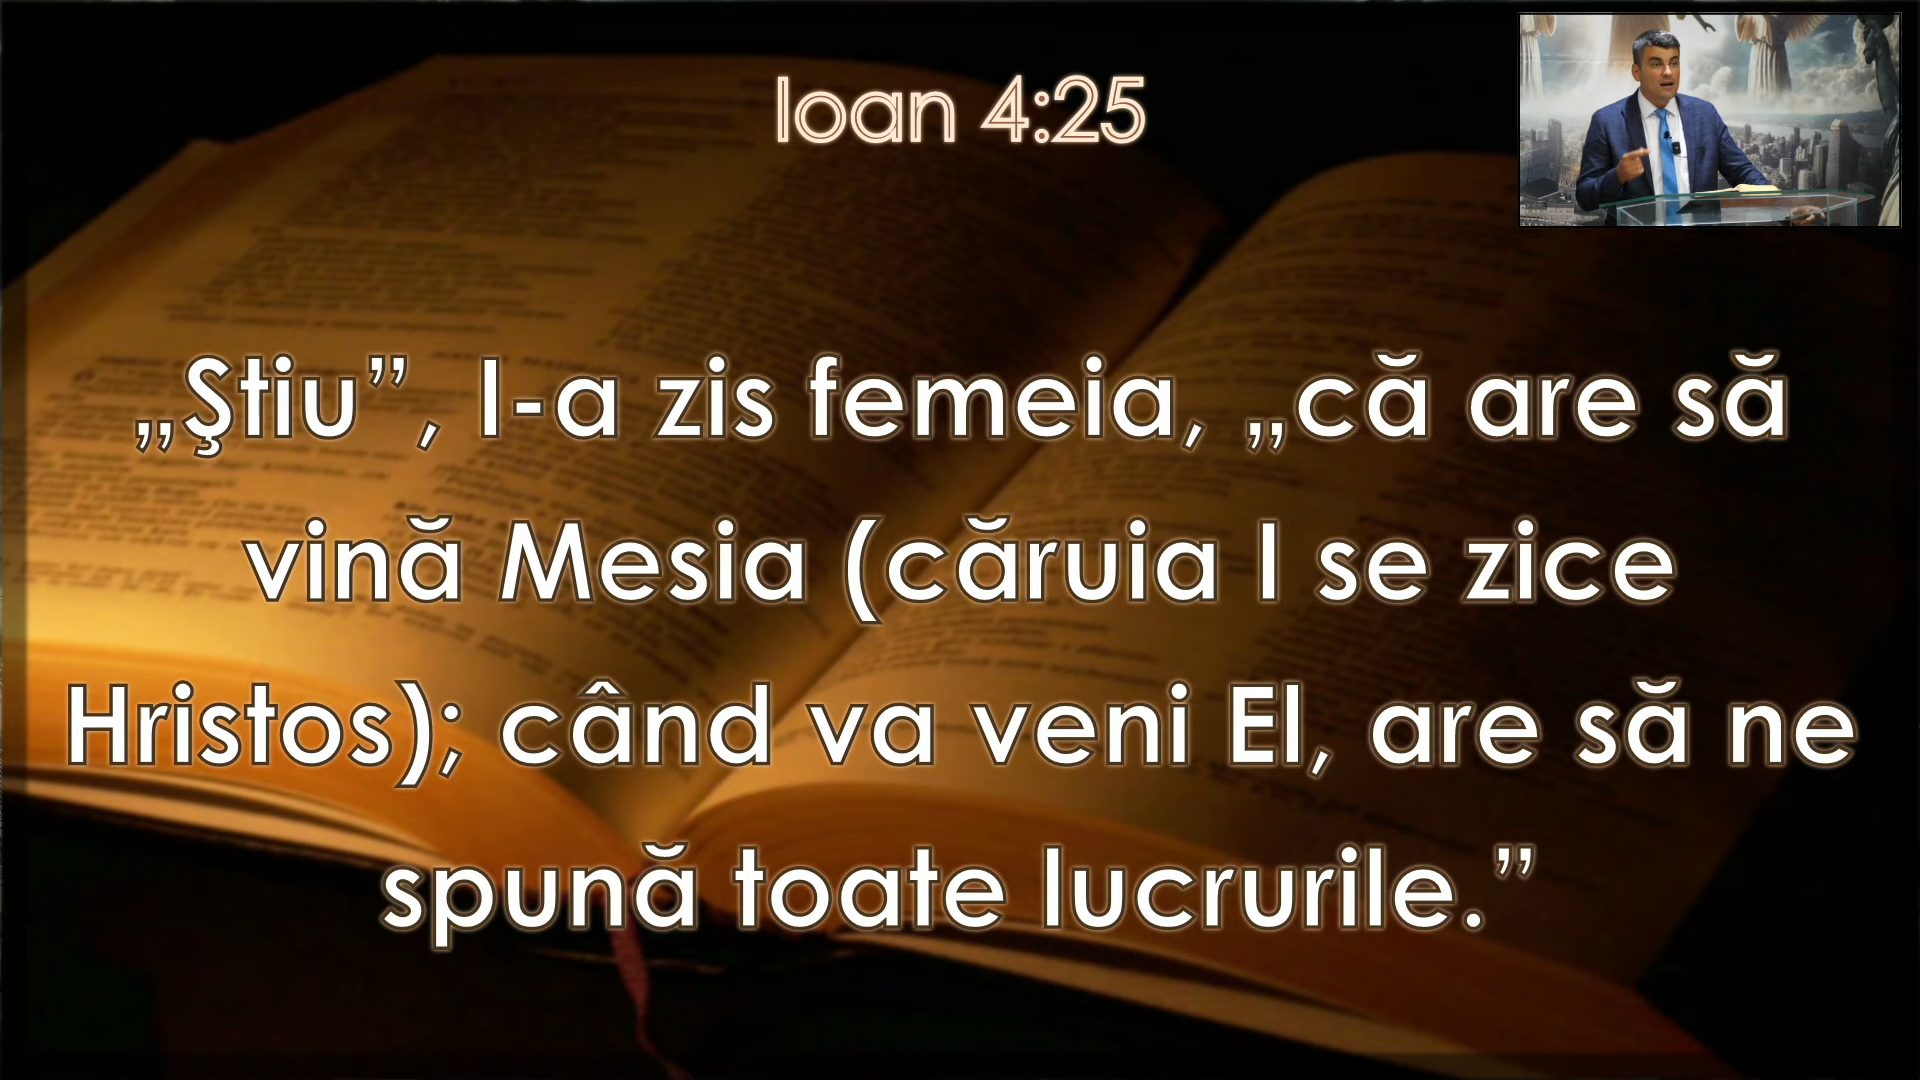 Ioan 4:25
„Ştiu”, I-a zis femeia, „că are să
vină Mesia (căruia I se zice
Hristos); când va veni El, are să ne
spună toate lucrurile.”